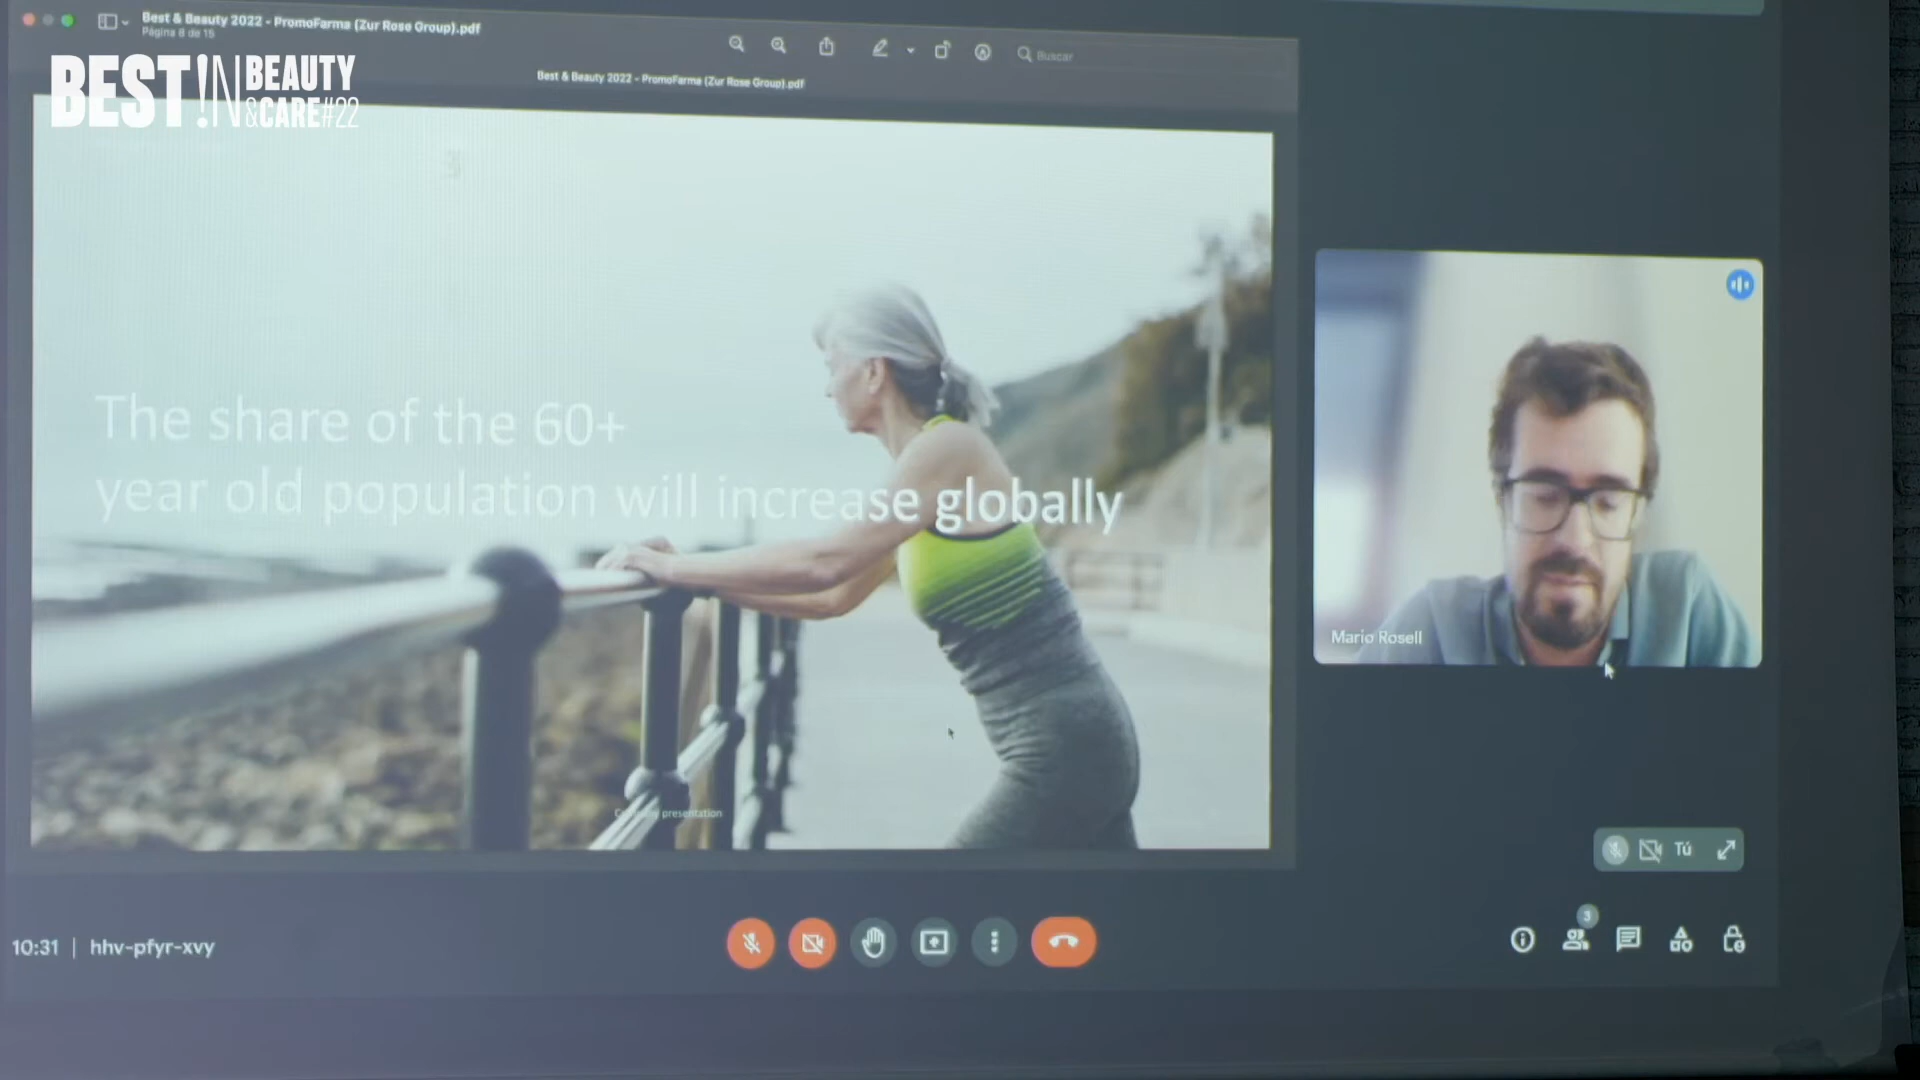 Best & Beauty 2022 - PromoFarma (Zur Rose Group).pdf
Página 8 de 15
Buscar
Best & Beauty 2022 - PromoFarma (Zur Rose Group).pdf
BEST!N BEAUTY
&CARE#22
The share of the 60+
year old population will increase globally
presentation
Mario Rosell
Tú
3
10:31 | hhv-pfyr-xvy